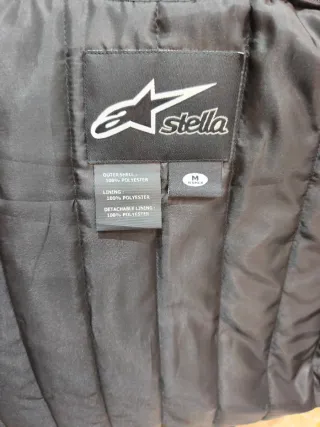 stella
OUTER SHELL :
100% POLYESTER
LINING :
100% POLYESTER
DETACHABLE LINING :
100% POLYESTER
M